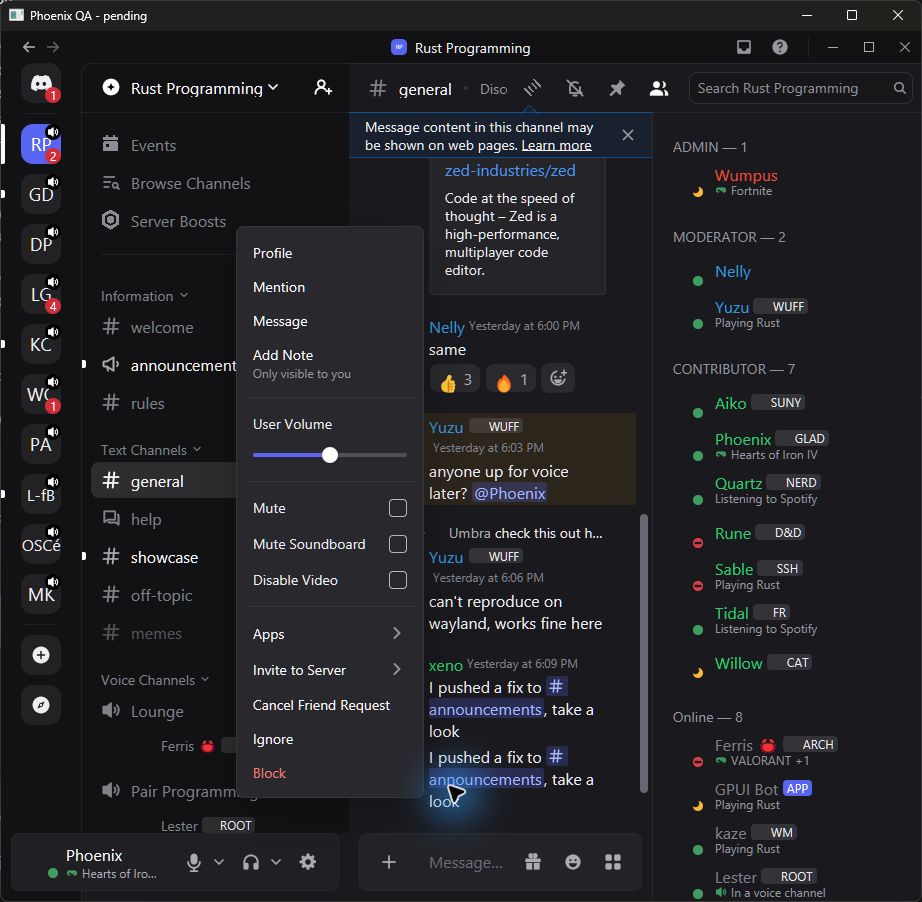 Phoenix QA - pending
RP
Rust Programming
1
RP
2
GD
DP
LG
4
KC
WC
1
PA
L-fB
OSCé
MK
Rust Programming
Events
Browse Channels
Server Boosts
Information
welcome
announcement
rules
Text Channels
general
help
showcase
off-topic
memes
Voice Channels
Lounge
Ferris 🦀
Pair Programming
Lester ROOT
Phoenix
Hearts of Iro...
Profile
Mention
Message
Add Note
Only visible to you
User Volume
Mute
Mute Soundboard
Disable Video
Apps
Invite to Server
Cancel Friend Request
Ignore
Block
# general
Disco
Search Rust Programming
Message content in this channel may
be shown on web pages. Learn more
zed-industries/zed
Code at the speed of
thought – Zed is a
high-performance,
multiplayer code
editor.
Nelly Yesterday at 6:00 PM
same
👍 3 🔥 1
Yuzu WUFF
Yesterday at 6:03 PM
anyone up for voice
later? @Phoenix
Umbra check this out h...
Yuzu WUFF
Yesterday at 6:06 PM
can't reproduce on
wayland, works fine here
xeno Yesterday at 6:09 PM
I pushed a fix to #
announcements, take a
look
I pushed a fix to #
announcements, take a
look
Message...
ADMIN — 1
Wumpus
Fortnite
MODERATOR — 2
Nelly
Yuzu WUFF
Playing Rust
CONTRIBUTOR — 7
Aiko SUNY
Phoenix GLAD
Hearts of Iron IV
Quartz NERD
Listening to Spotify
Rune D&D
Sable SSH
Playing Rust
Tidal FR
Listening to Spotify
Willow CAT
Online — 8
Ferris 🦀 ARCH
VALORANT +1
GPUI Bot APP
Playing Rust
kaze WM
Playing Rust
Lester ROOT
In a voice channel